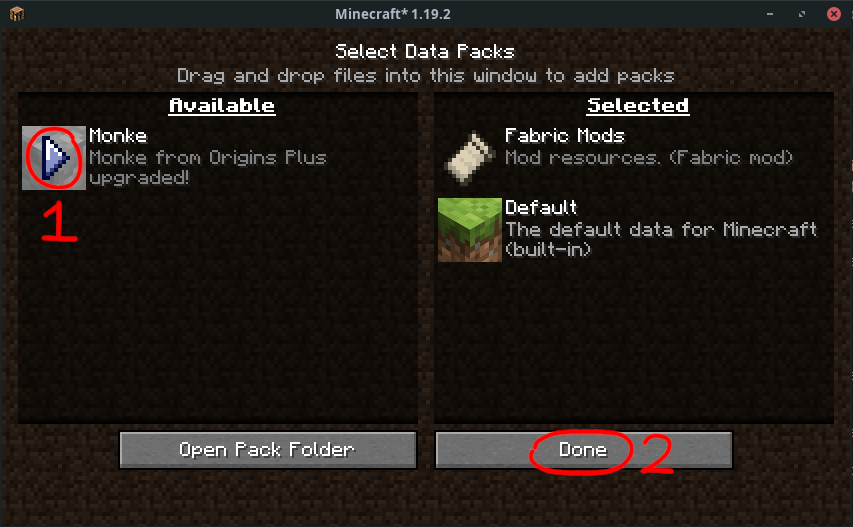 Minecraft* 1.19.2
Select Data Packs
Drag and drop files into this window to add packs
Available
Monke
Monke from Origins Plus
upgraded!
1
Selected
Fabric Mods
Mod resources. (Fabric mod)
Default
The default data for Minecraft
(built-in)
Open Pack Folder
Done
2